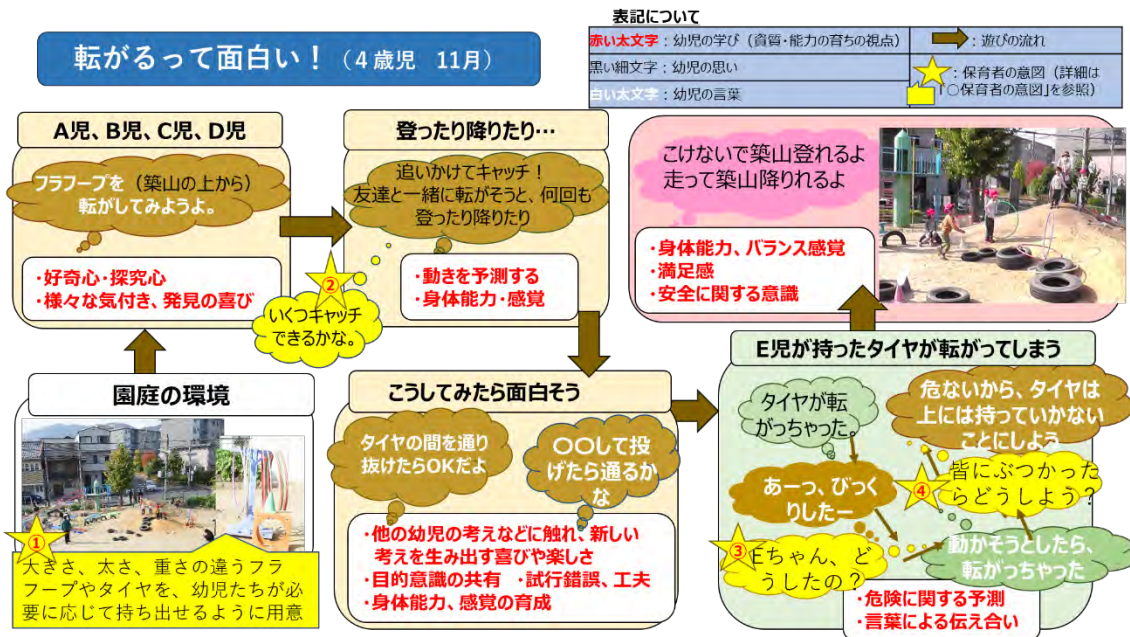 転がるって面白い！（４歳児　11月）
表記について
赤い太文字：幼児の学び（資質・能力の育ちの視点）
：遊びの流れ
黒い細文字：幼児の思い
：保育者の意図（詳細は
「○保育者の意図」を参照）
白い太文字：幼児の言葉
A児、B児、C児、D児
フラフープを（築山の上から）
転がしてみようよ。
・好奇心・探究心
・様々な気付き、発見の喜び
登ったり降りたり…
追いかけてキャッチ！
友達と一緒に転がそうと、何回も
登ったり降りたり
・動きを予測する
・身体能力・感覚
②
いくつキャッチ
できるかな。
こけないで築山登れるよ
走って築山降りれるよ
・身体能力、バランス感覚
・満足感
・安全に関する意識
園庭の環境
①
大きさ、太さ、重さの違うフラ
フープやタイヤを、幼児たちが必
要に応じて持ち出せるように用意
こうしてみたら面白そう
タイヤの間を通り
抜けたらOKだよ
〇〇して投
げたら通るか
な
・他の幼児の考えなどに触れ、新しい
考えを生み出す喜びや楽しさ
・目的意識の共有　・試行錯誤、工夫
・身体能力、感覚の育成
E児が持ったタイヤが転がってしまう
タイヤが転
がっちゃった。
危ないから、タイヤは
上には持っていかない
ことにしよう
あーっ、びっく
りしたー
④
皆にぶつかった
らどうしよう？
③
Eちゃん、ど
うしたの？
動かそうとしたら、
転がっちゃった
・危険に関する予測
・言葉による伝え合い